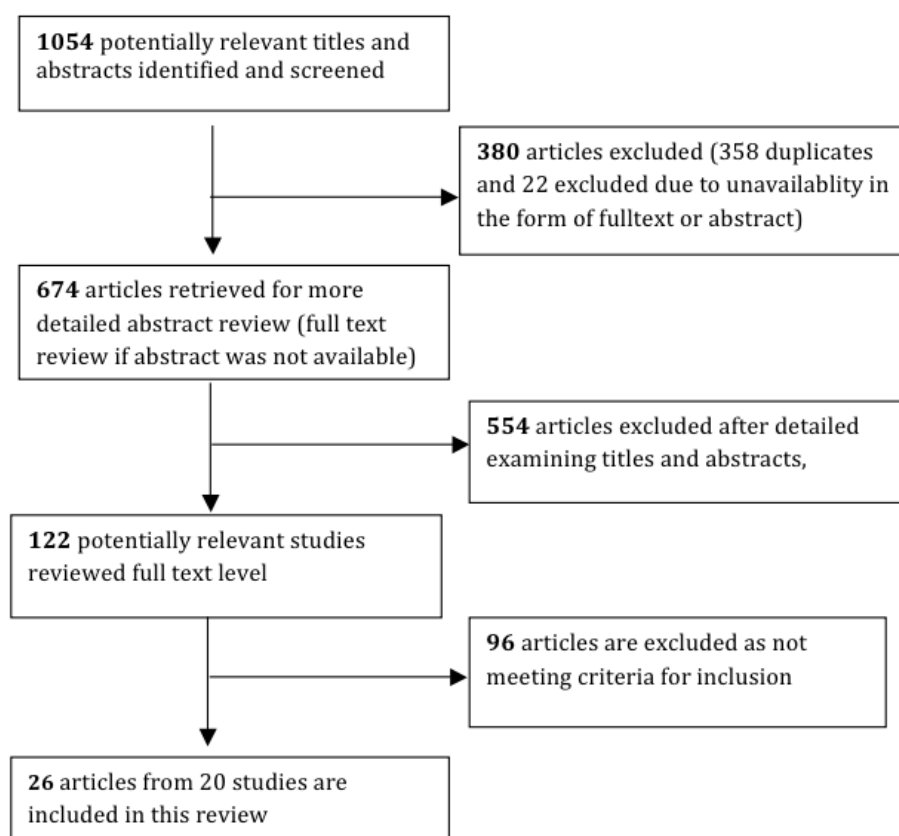 1054 potentially relevant titles and
abstracts identified and screened
380 articles excluded (358 duplicates
and 22 excluded due to unavailablity in
the form of fulltext or abstract)
674 articles retrieved for more
detailed abstract review (full text
review if abstract was not available)
554 articles excluded after detailed
examining titles and abstracts,
122 potentially relevant studies
reviewed full text level
96 articles are excluded as not
meeting criteria for inclusion
26 articles from 20 studies are
included in this review